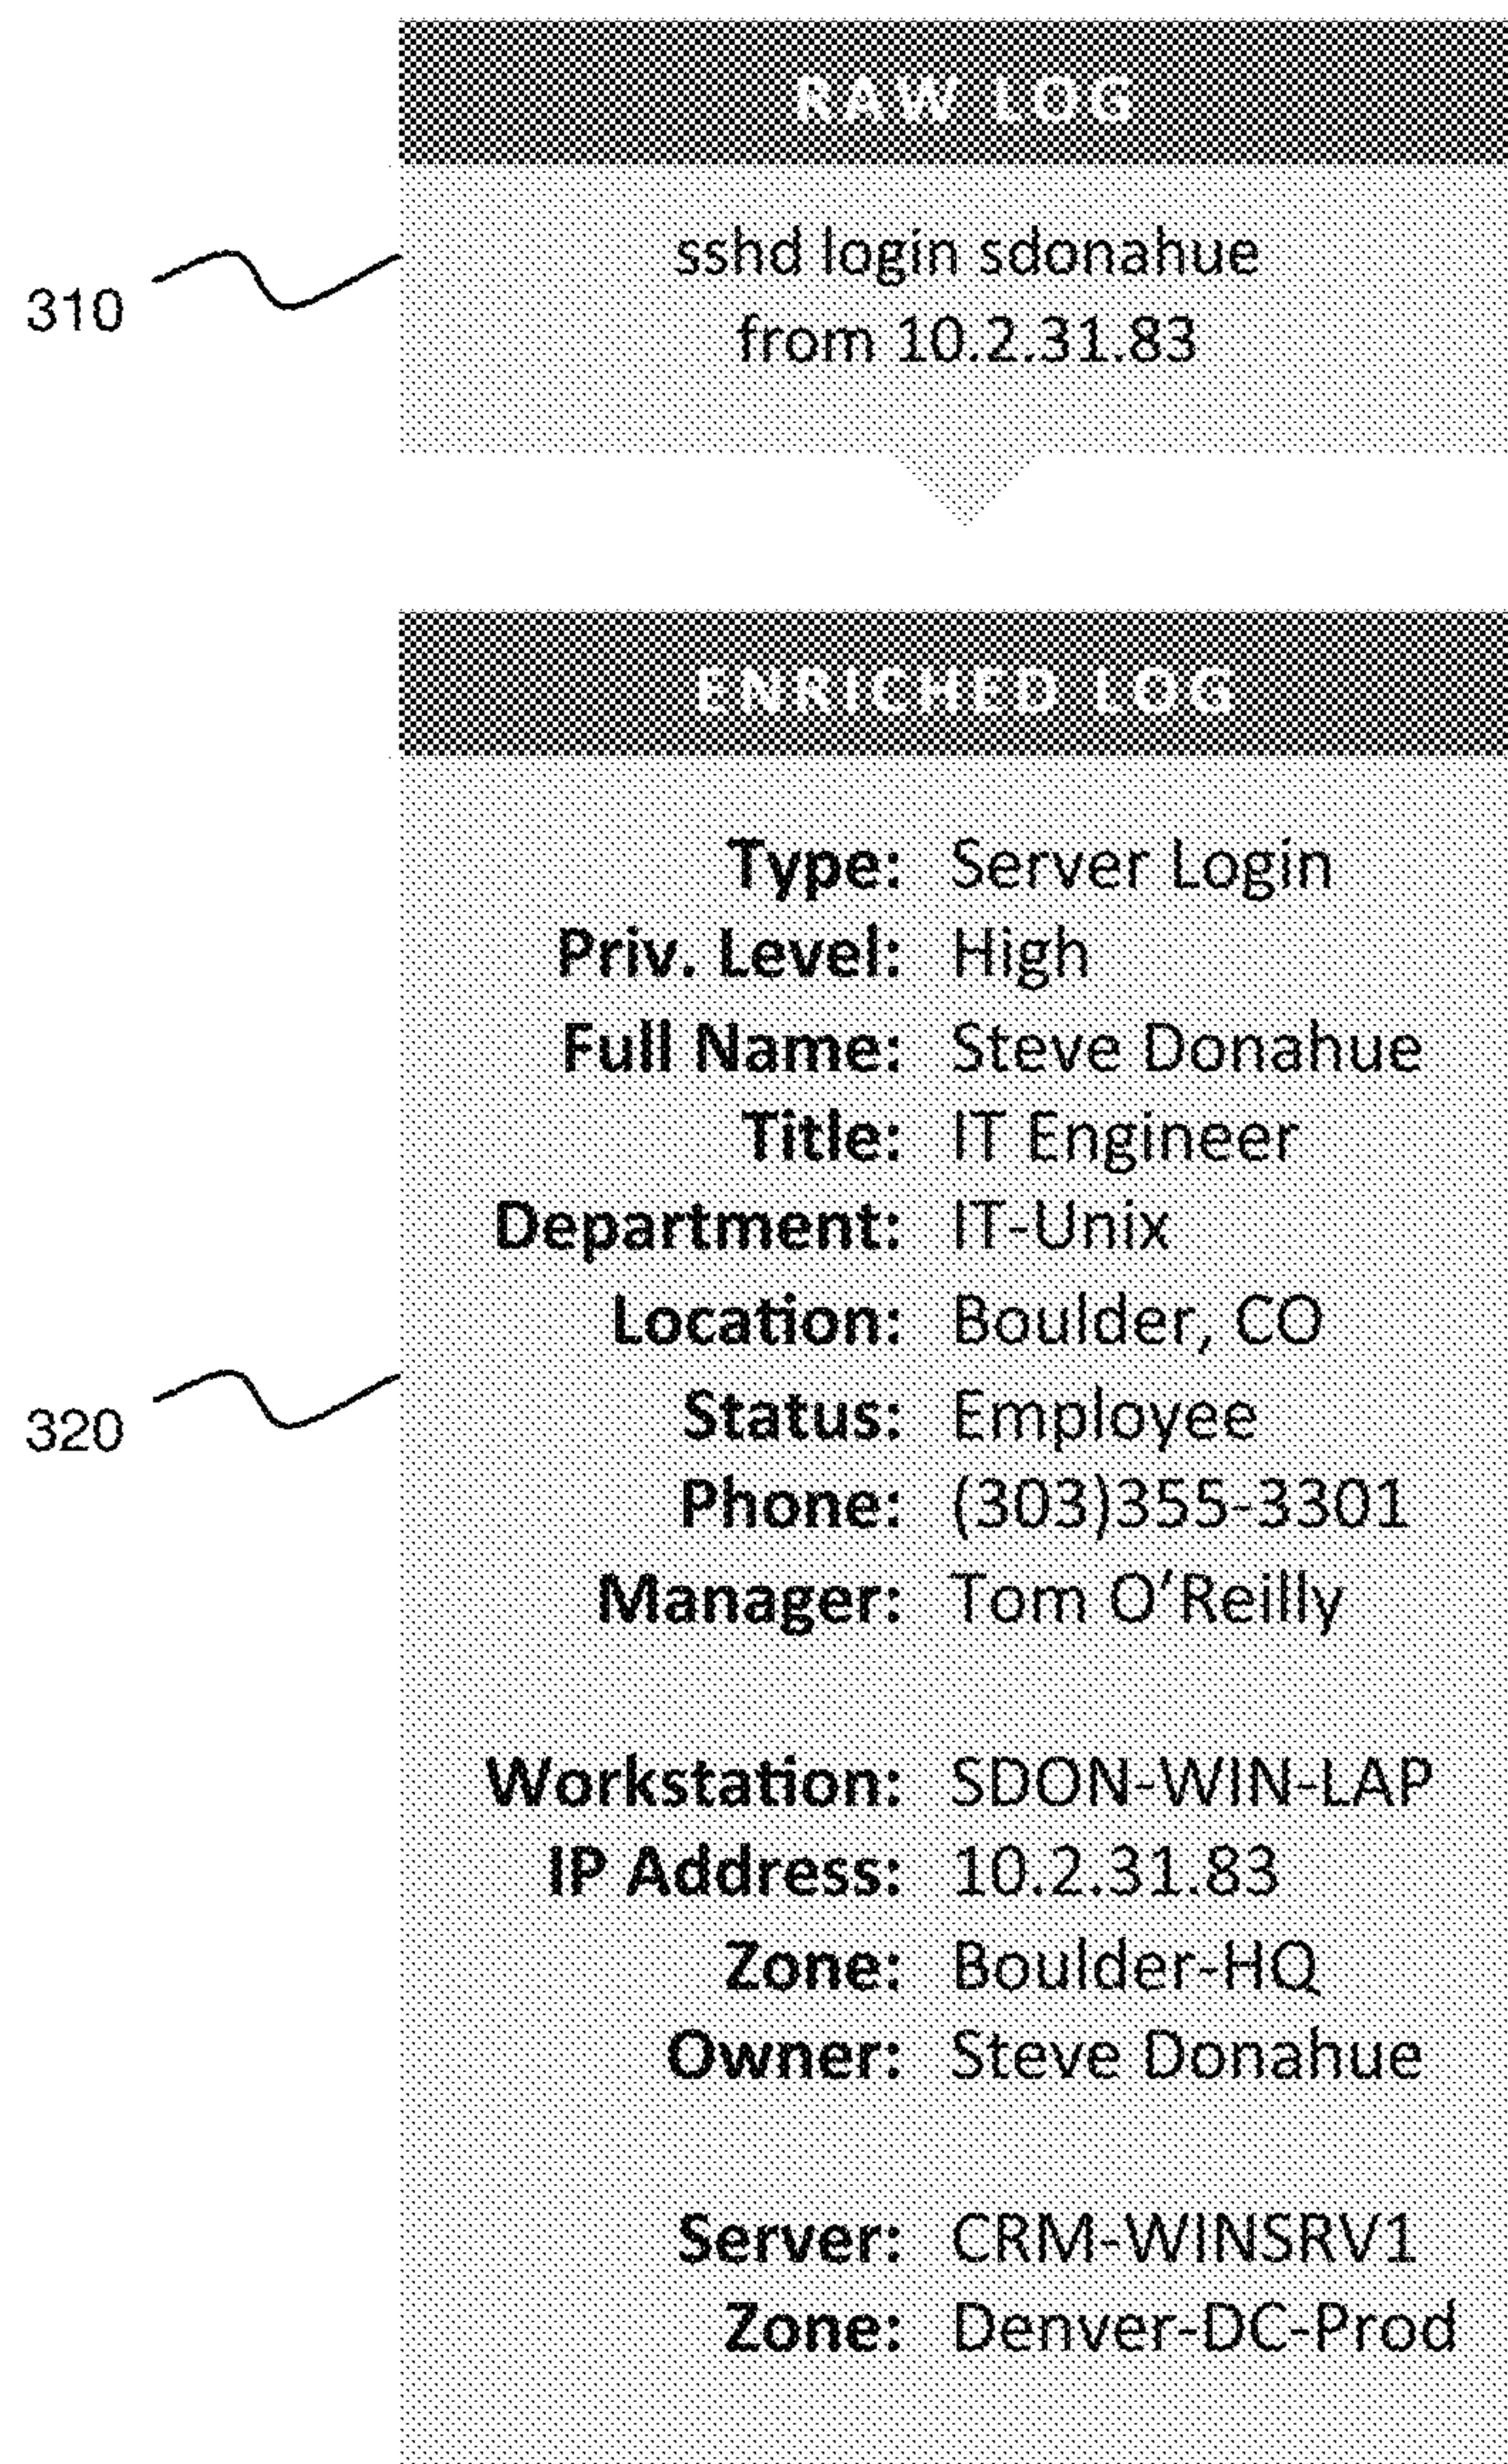 RAW LOG
310
sshd login sdonahue
from 10.2.31.83
ENRICHED LOG
Type: Server Login
Priv. Level: High
Full Name: Steve Donahue
Title: IT Engineer
Department: IT-Unix
Location: Boulder, CO
320
Status: Employee
Phone: (303)355-3301
Manager: Tom O’Reilly
Workstation: SDON-WIN-LAP
IP Address: 10.2.31.83
Zone: Boulder-HQ
Owner: Steve Donahue
Server: CRM-WINSRV1
Zone: Denver-DC-Prod